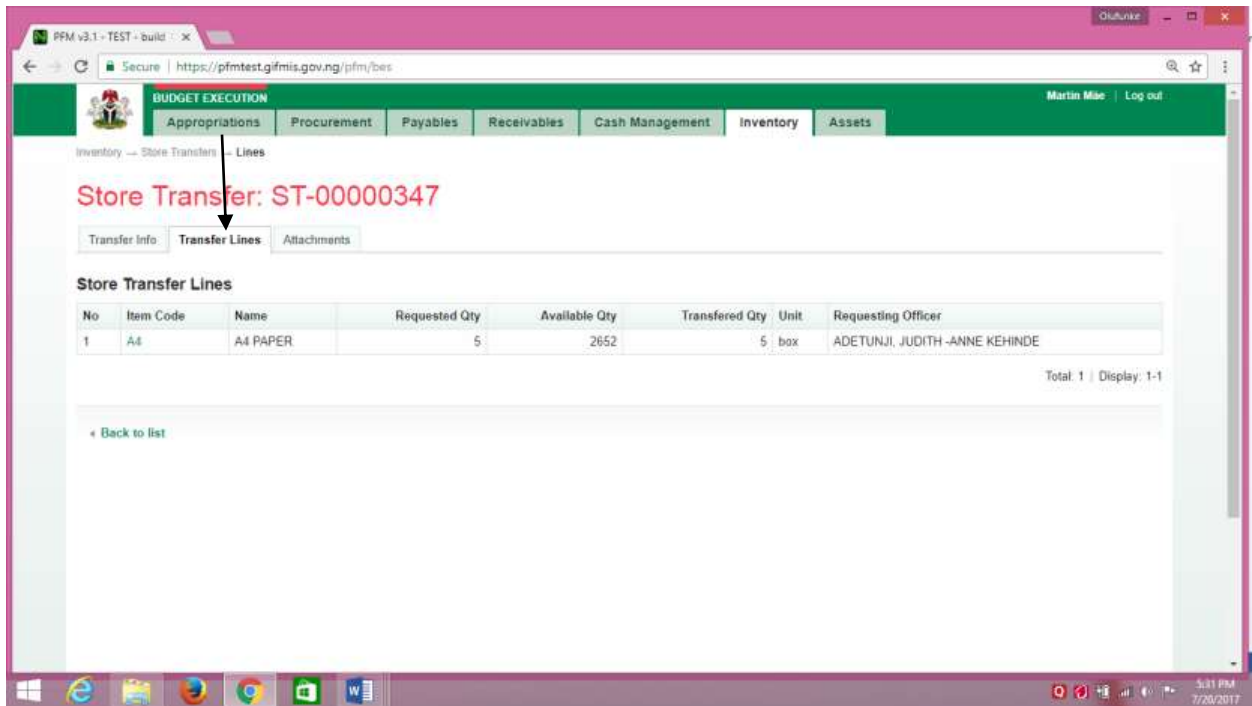 Olufunke
PFM v3.1 - TEST - build
Secure | https://pfmtest.gifmis.gov.ng/pfm/bes
BUDGET EXECUTION
Martin Mäe | Log out
Appropriations Procurement Payables Receivables Cash Management Inventory Assets
Inventory → Store Transfers → Lines
Store Transfer: ST-00000347
Transfer Info Transfer Lines Attachments
Store Transfer Lines
No Item Code Name Requested Qty Available Qty Transfered Qty Unit Requesting Officer
1 A4 A4 PAPER 5 2652 5 box ADETUNJI, JUDITH -ANNE KEHINDE
Total: 1 | Display: 1-1
« Back to list
5:31 PM
7/20/2017